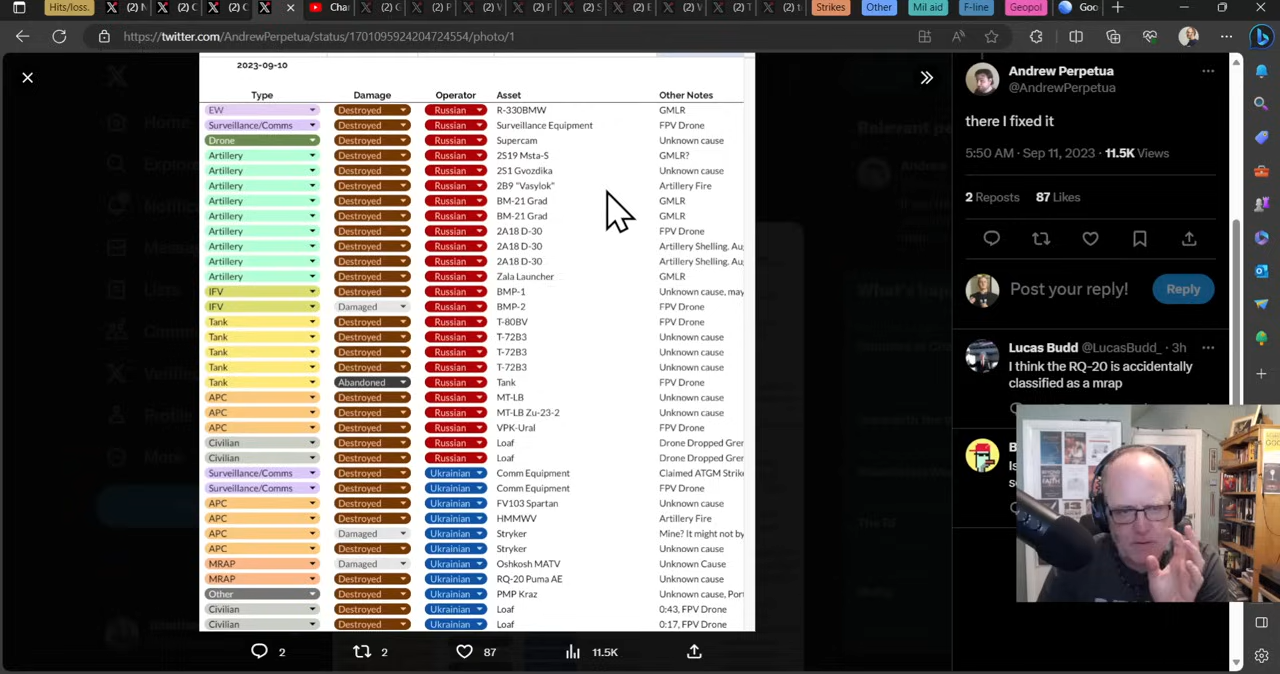 Hits/loss.
Strikes
Other
Mil aid
F-line
Geopol
Goo
https://twitter.com/AndrewPerpetua/status/1701095924204724554/photo/1
2023-09-10
Type Damage Operator Asset Other Notes
EW Destroyed Russian R-330BMW GMLR
Surveillance/Comms Destroyed Russian Surveillance Equipment FPV Drone
Drone Destroyed Russian Supercam Unknown cause
Artillery Destroyed Russian 2S19 Msta-S GMLR?
Artillery Destroyed Russian 2S1 Gvozdika Unknown cause
Artillery Destroyed Russian 2B9 "Vasylok" Artillery Fire
Artillery Destroyed Russian BM-21 Grad GMLR
Artillery Destroyed Russian BM-21 Grad GMLR
Artillery Destroyed Russian 2A18 D-30 FPV Drone
Artillery Destroyed Russian 2A18 D-30 Artillery Shelling. Aug
Artillery Destroyed Russian 2A18 D-30 Artillery Shelling. Aug
Artillery Destroyed Russian Zala Launcher GMLR
IFV Destroyed Russian BMP-1 Unknown cause, may
IFV Damaged Russian BMP-2 FPV Drone
Tank Destroyed Russian T-80BV FPV Drone
Tank Destroyed Russian T-72B3 Unknown cause
Tank Destroyed Russian T-72B3 Unknown cause
Tank Destroyed Russian T-72B3 Unknown cause
Tank Abandoned Russian Tank FPV Drone
APC Destroyed Russian MT-LB Unknown cause
APC Destroyed Russian MT-LB Zu-23-2 Unknown cause
APC Destroyed Russian VPK-Ural FPV Drone
Civilian Destroyed Russian Loaf Drone Dropped Gren
Civilian Destroyed Russian Loaf Drone Dropped Gren
Surveillance/Comms Destroyed Ukrainian Comm Equipment Claimed ATGM Strike
Surveillance/Comms Destroyed Ukrainian Comm Equipment FPV Drone
APC Destroyed Ukrainian FV103 Spartan Unknown cause
APC Destroyed Ukrainian HMMWV Artillery Fire
APC Damaged Ukrainian Stryker Mine? It might not by
APC Destroyed Ukrainian Stryker Unknown cause
MRAP Damaged Ukrainian Oshkosh MATV Unknown Cause
MRAP Destroyed Ukrainian RQ-20 Puma AE Unknown cause
Other Destroyed Ukrainian PMP Kraz Unknown cause, Por
Civilian Destroyed Ukrainian Loaf 0:43, FPV Drone
Civilian Destroyed Ukrainian Loaf 0:17, FPV Drone
2 2 87 11.5K
Andrew Perpetua
@AndrewPerpetua
there I fixed it
5:50 AM · Sep 11, 2023 · 11.5K Views
2 Reposts 87 Likes
Post your reply!
Reply
Lucas Budd @LucasBudd_ · 3h
I think the RQ-20 is accidentally
classified as a mrap